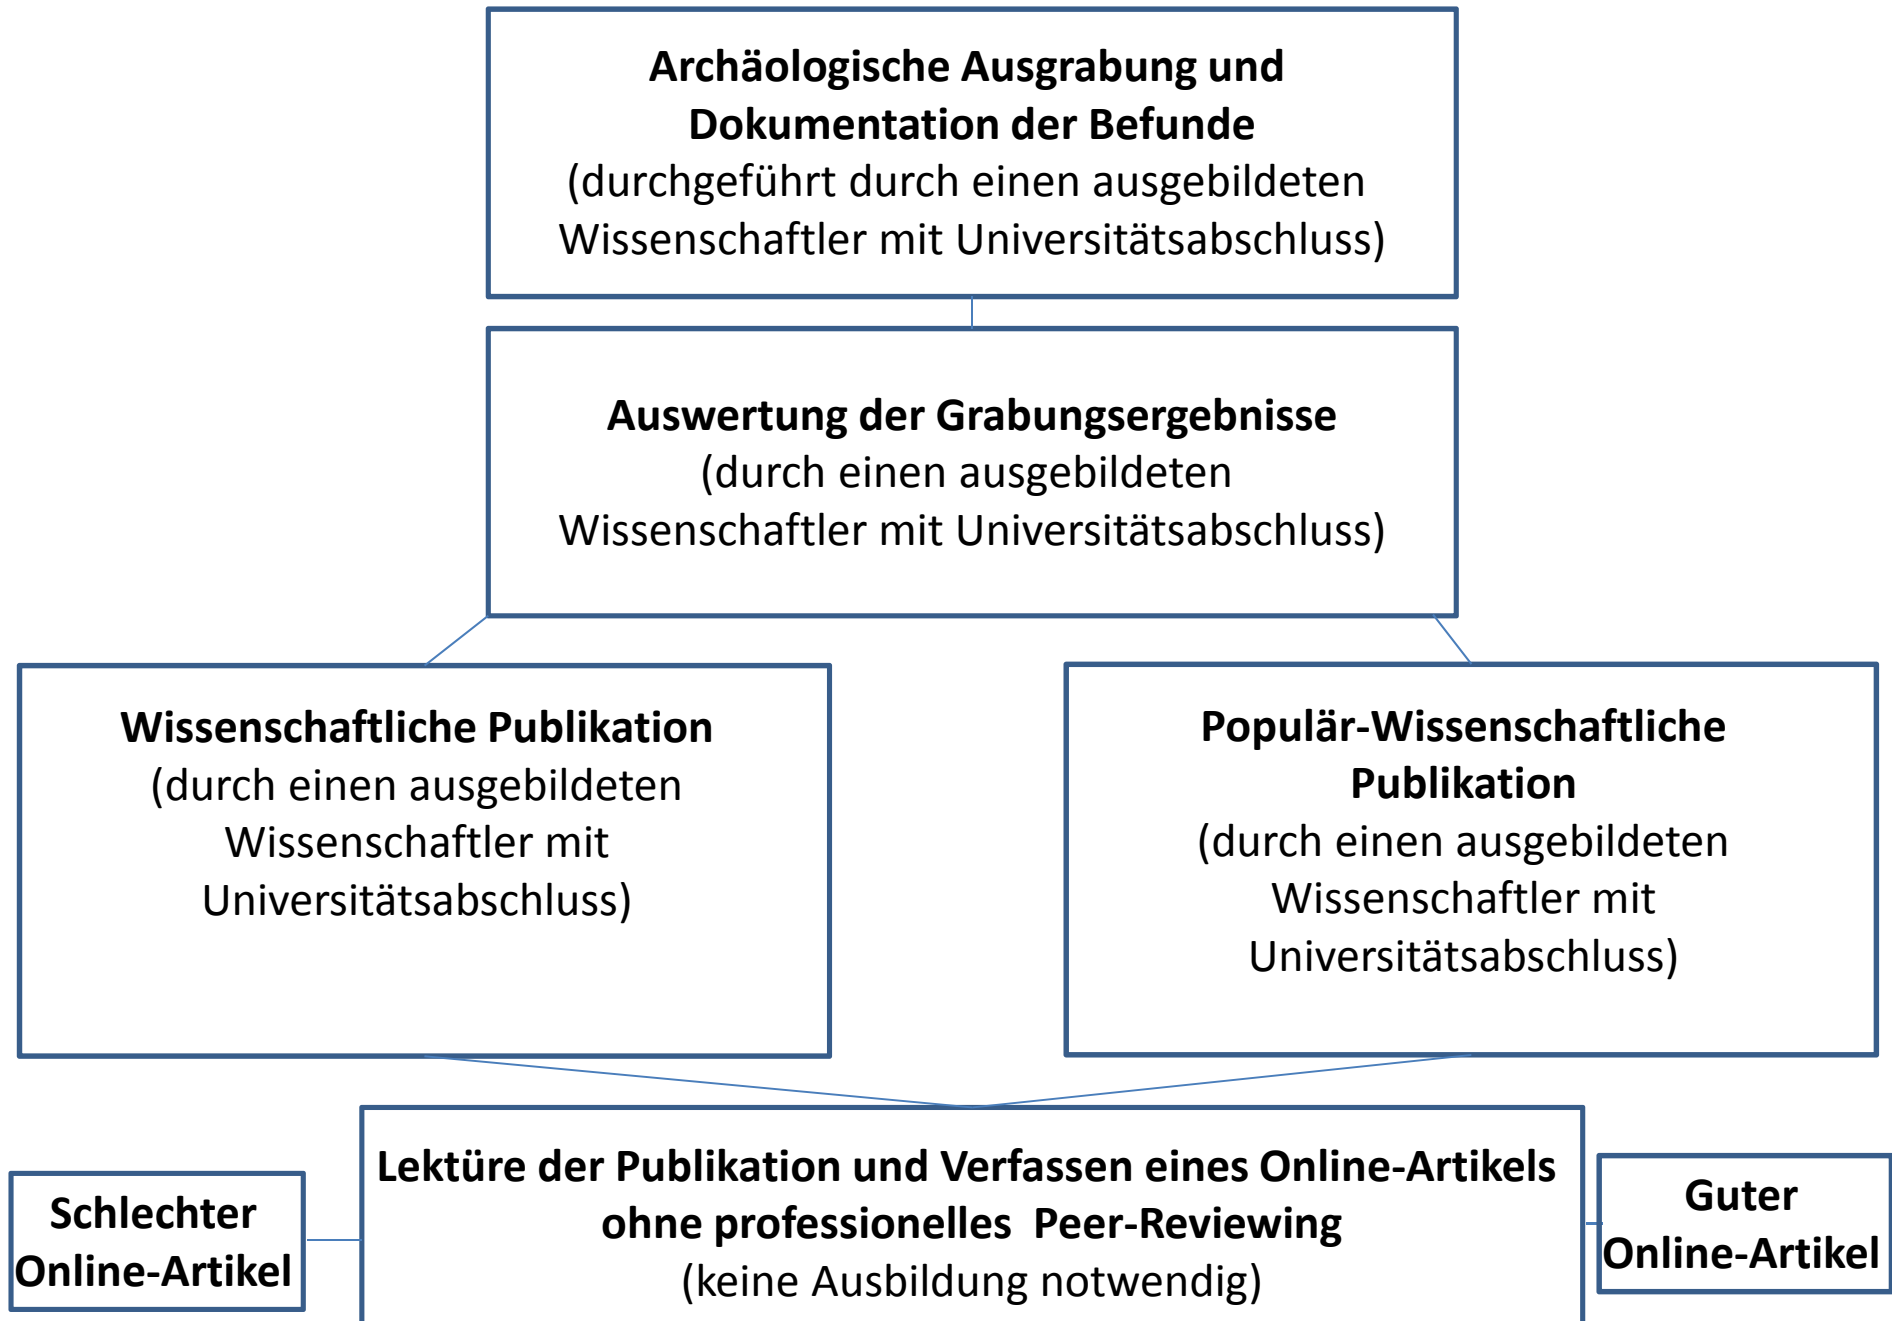 Archäologische Ausgrabung und
Dokumentation der Befunde
(durchgeführt durch einen ausgebildeten
Wissenschaftler mit Universitätsabschluss)
Auswertung der Grabungsergebnisse
(durch einen ausgebildeten
Wissenschaftler mit Universitätsabschluss)
Wissenschaftliche Publikation
(durch einen ausgebildeten
Wissenschaftler mit
Universitätsabschluss)
Populär-Wissenschaftliche
Publikation
(durch einen ausgebildeten
Wissenschaftler mit
Universitätsabschluss)
Schlechter
Online-Artikel
Lektüre der Publikation und Verfassen eines Online-Artikels
ohne professionelles Peer-Reviewing
(keine Ausbildung notwendig)
Guter
Online-Artikel